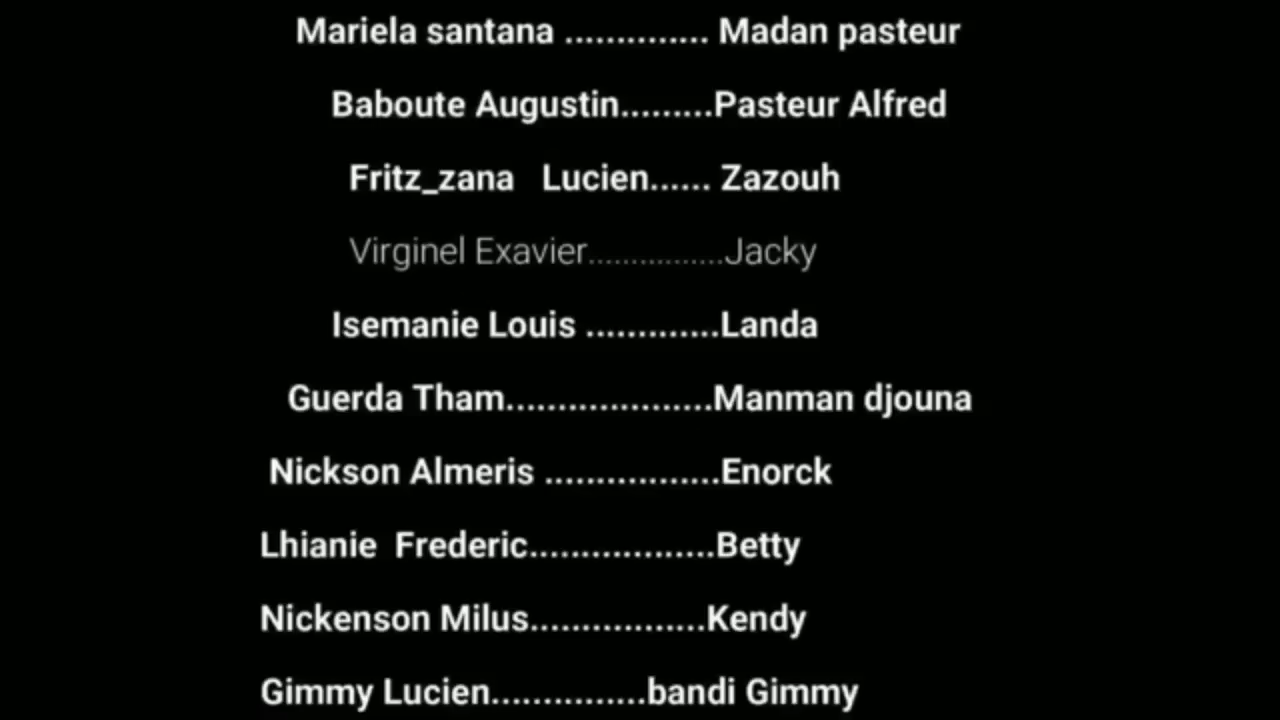 Mariela santana .............. Madan pasteur
Baboute Augustin.........Pasteur Alfred
Fritz_zana   Lucien...... Zazouh
Virginel Exavier................Jacky
Isemanie Louis .............Landa
Guerda Tham....................Manman djouna
Nickson Almeris .................Enorck
Lhianie  Frederic..................Betty
Nickenson Milus.................Kendy
Gimmy Lucien...............bandi Gimmy